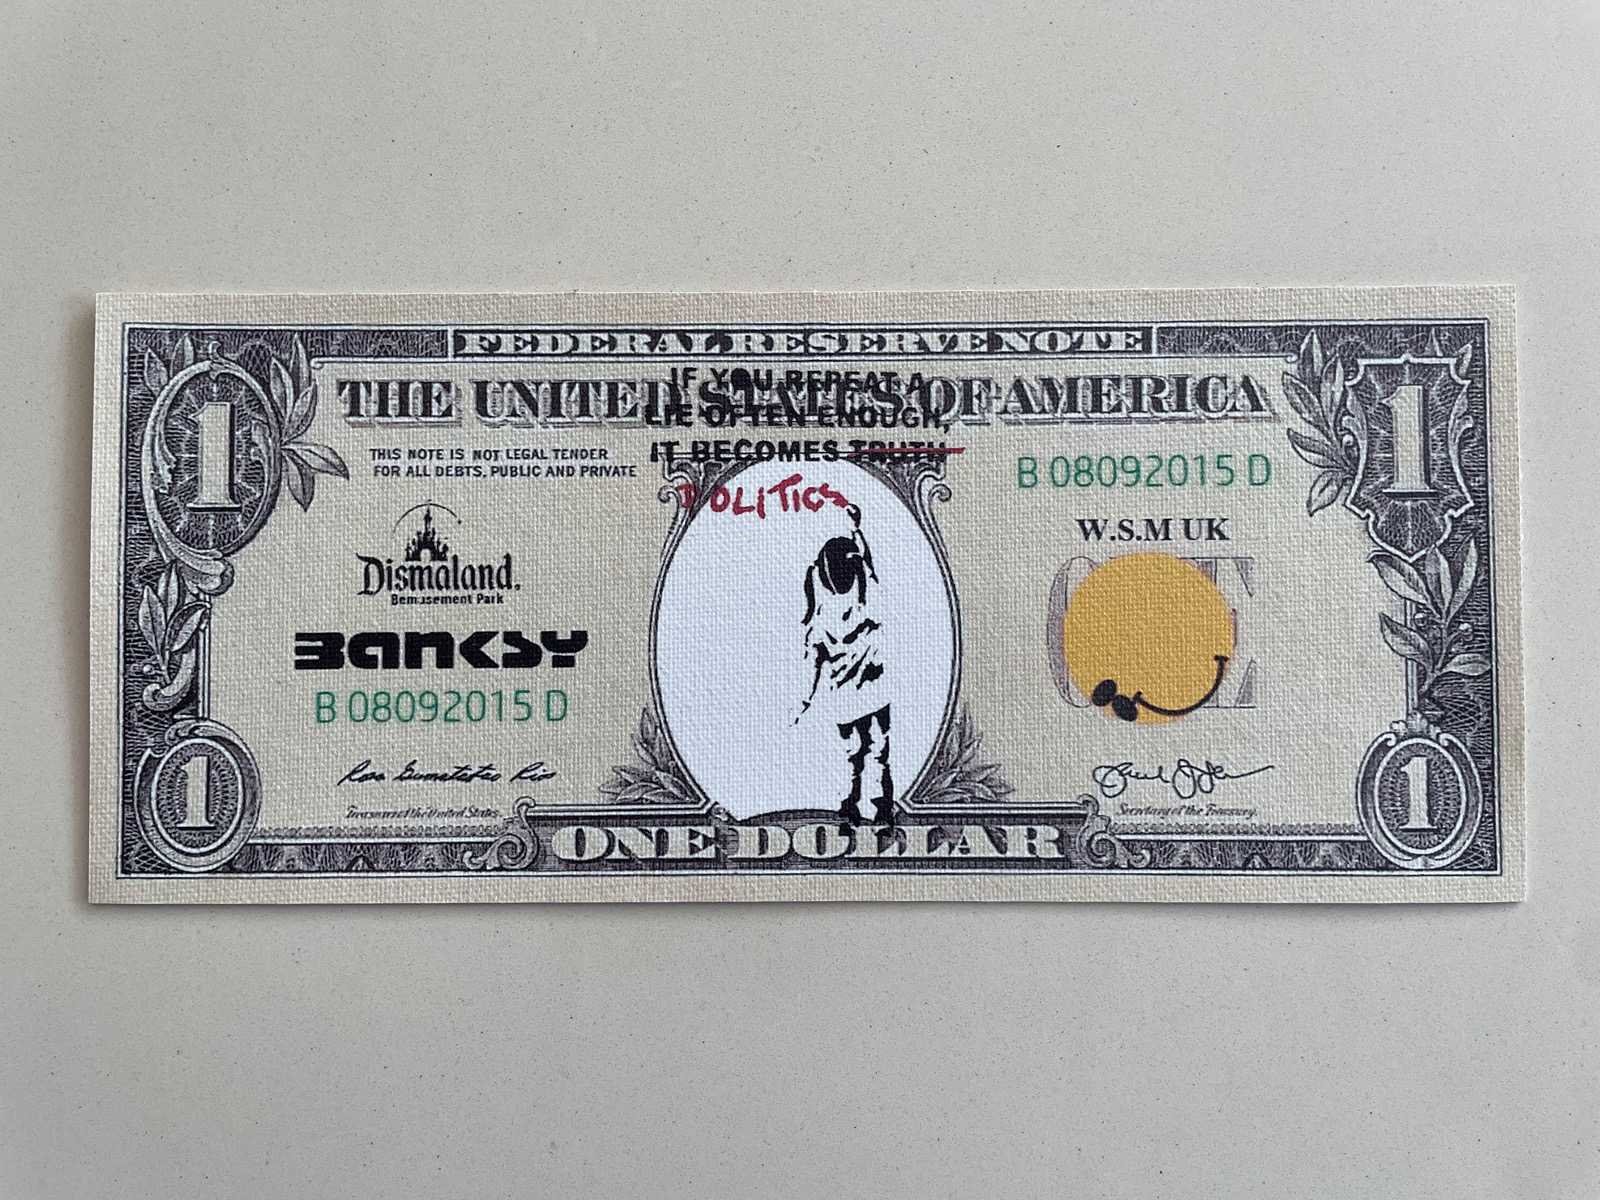 FEDERAL RESERVE NOTE
THE UNITED STATES OF AMERICA
IF YOU REPEAT A
LIE OFTEN ENOUGH,
IT BECOMES TRUTH
POLITICS
THIS NOTE IS NOT LEGAL TENDER
FOR ALL DEBTS, PUBLIC AND PRIVATE
B 08092015 D
W.S.M UK
1
1
Dismaland.
Bemusement Park
BANKSY
B 08092015 D
Treasurer of the United States.
Secretary of the Treasury.
1
1
ONE DOLLAR